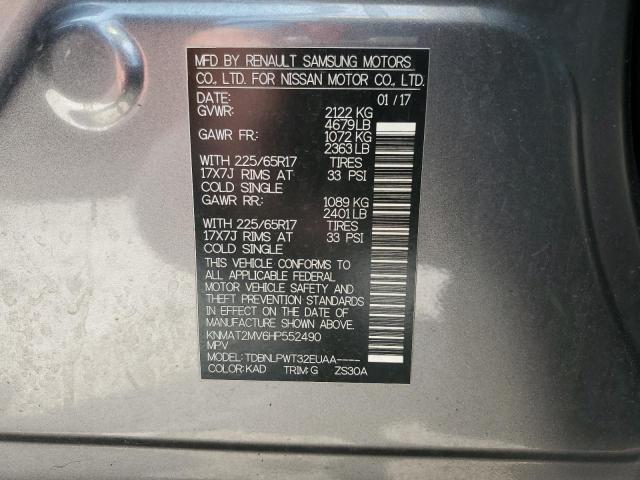 MFD BY RENAULT SAMSUNG MOTORS
CO., LTD. FOR NISSAN MOTOR CO., LTD.
DATE: 01 /17
GVWR: 2122 KG
4679 LB
GAWR FR: 1072 KG
2363 LB
WITH 225/65R17 TIRES
17X7J RIMS AT 33 PSI
COLD SINGLE
GAWR RR: 1089 KG
2401 LB
WITH 225/65R17 TIRES
17X7J RIMS AT 33 PSI
COLD SINGLE
THIS VEHICLE CONFORMS TO
ALL APPLICABLE FEDERAL
MOTOR VEHICLE SAFETY AND
THEFT PREVENTION STANDARDS
IN EFFECT ON THE DATE OF
MANUFACTURE SHOWN ABOVE.
KNMAT2MV6HP552490
MPV
MODEL: TDBNLPWT32EUAA----
COLOR: KAD TRIM: G ZS30A